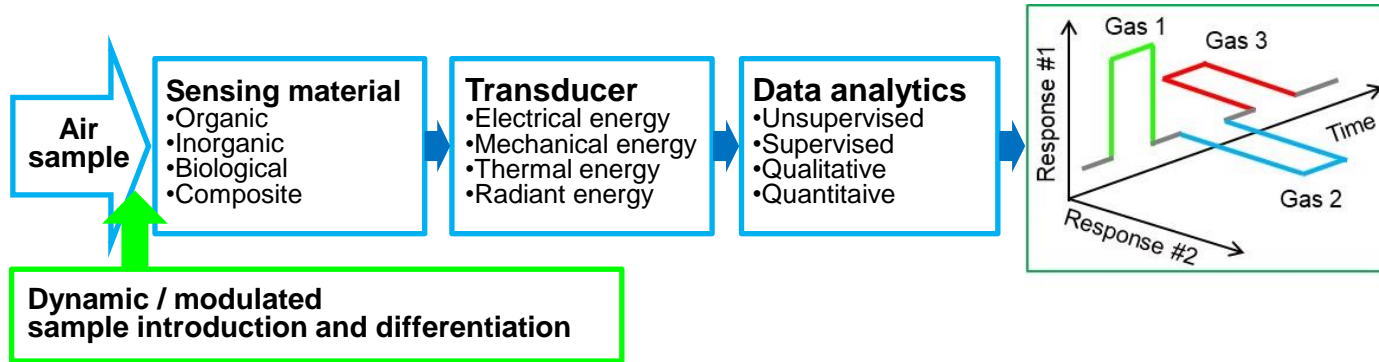 Air
sample
Sensing material
•Organic
•Inorganic
•Biological
•Composite
Transducer
•Electrical energy
•Mechanical energy
•Thermal energy
•Radiant energy
Data analytics
•Unsupervised
•Supervised
•Qualitative
•Quantitaive
Response #1
Gas 1
Gas 3
Time
Gas 2
Response #2
Dynamic / modulated
sample introduction and differentiation